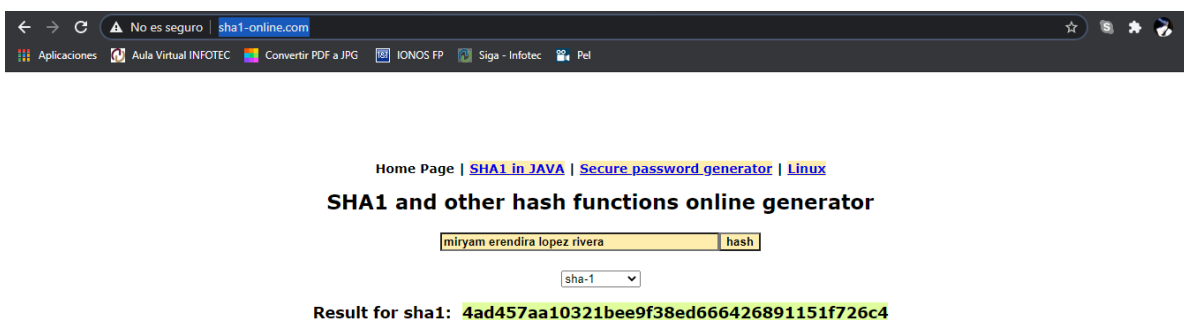 No es seguro | sha1-online.com
Aplicaciones Aula Virtual INFOTEC Convertir PDF a JPG IONOS FP Siga - Infotec Pel
Home Page | SHA1 in JAVA | Secure password generator | Linux
SHA1 and other hash functions online generator
miryam erendira lopez rivera hash
sha-1
Result for sha1: 4ad457aa10321bee9f38ed666426891151f726c4